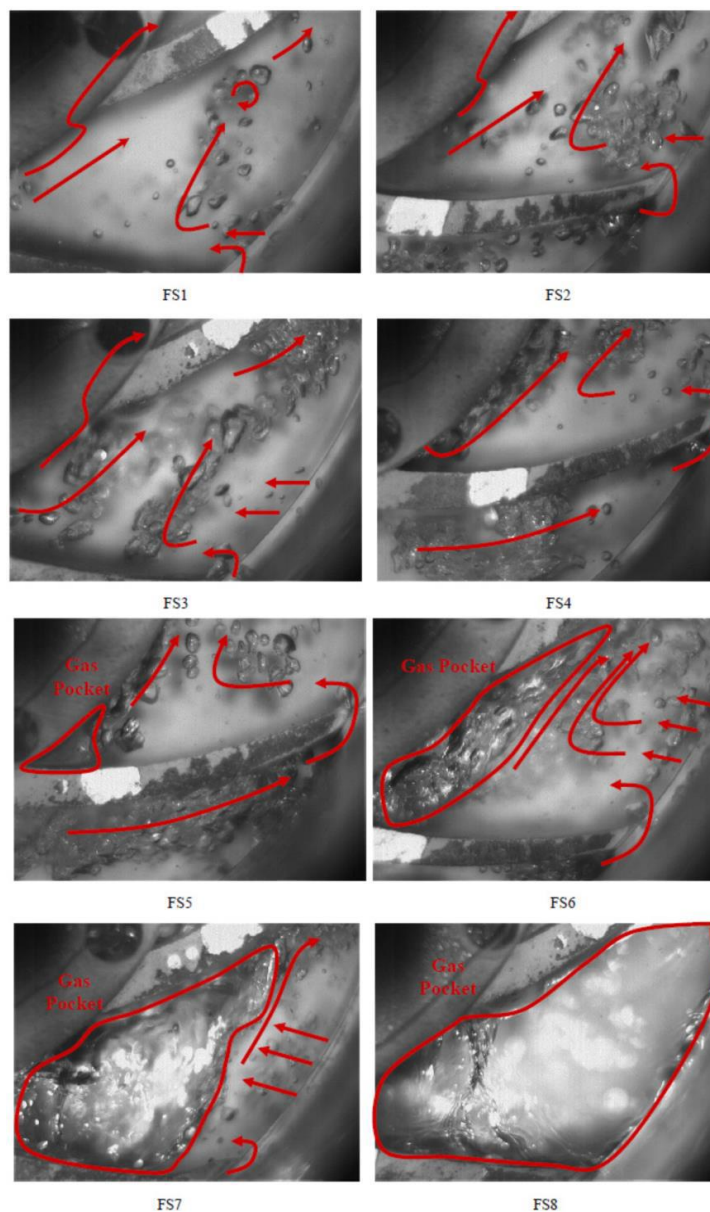 FS1
FS2
FS3
FS4
Gas
Pocket
Gas Pocket
FS5
FS6
Gas
Pocket
Gas
Pocket
FS7
FS8